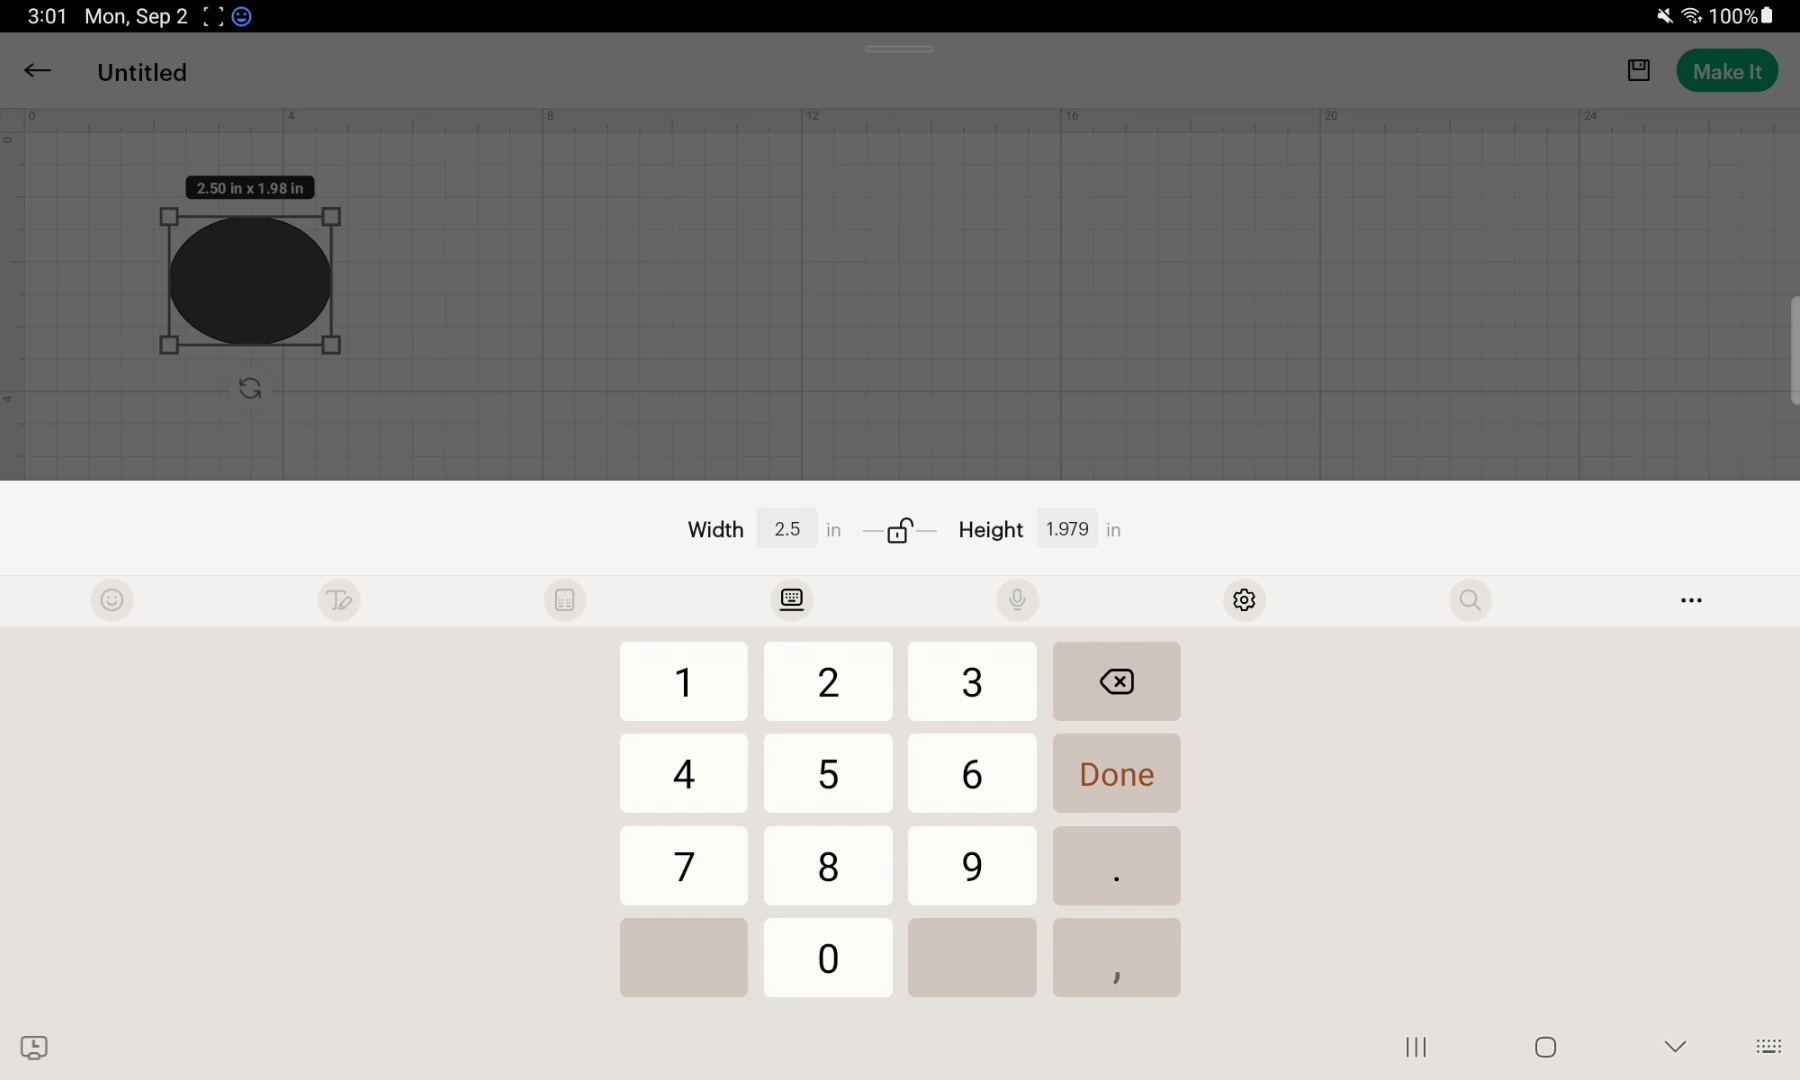 3:01 Mon, Sep 2 100%
Untitled
Make It
0 4 8 12 16 20 24
0
2.50 in x 1.98 in
4
Width 2.5 in Height 1.979 in
1 2 3
4 5 6 Done
7 8 9 .
0 ,